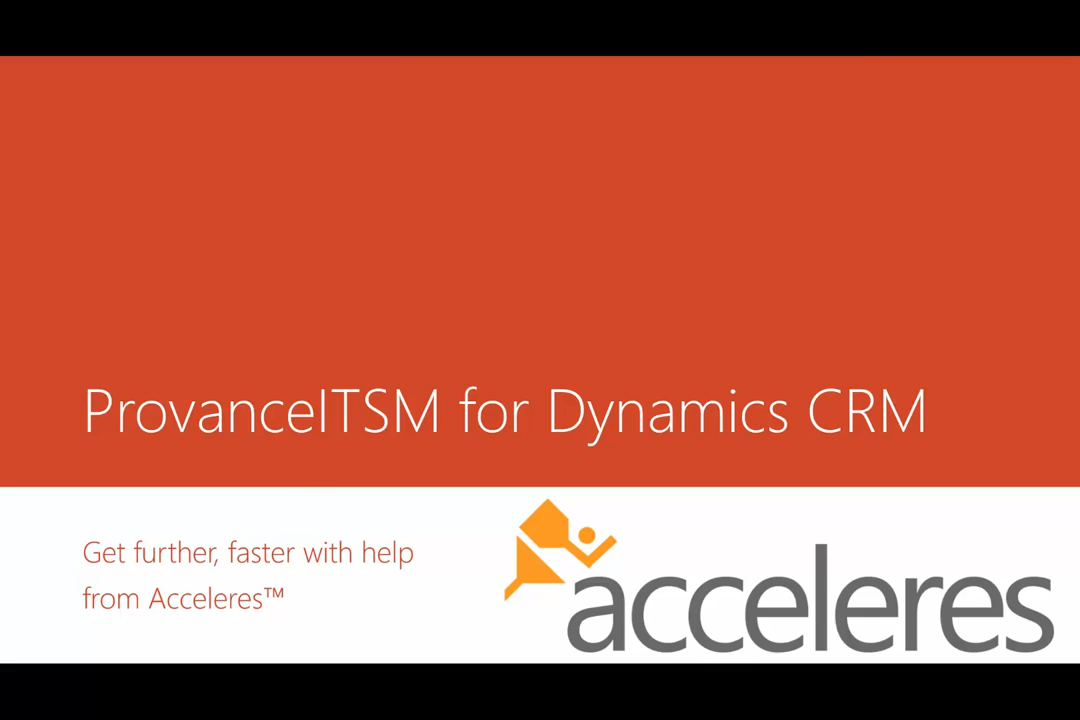 ProvanceITSM for Dynamics CRM
Get further, faster with help
from Acceleres™
acceleres